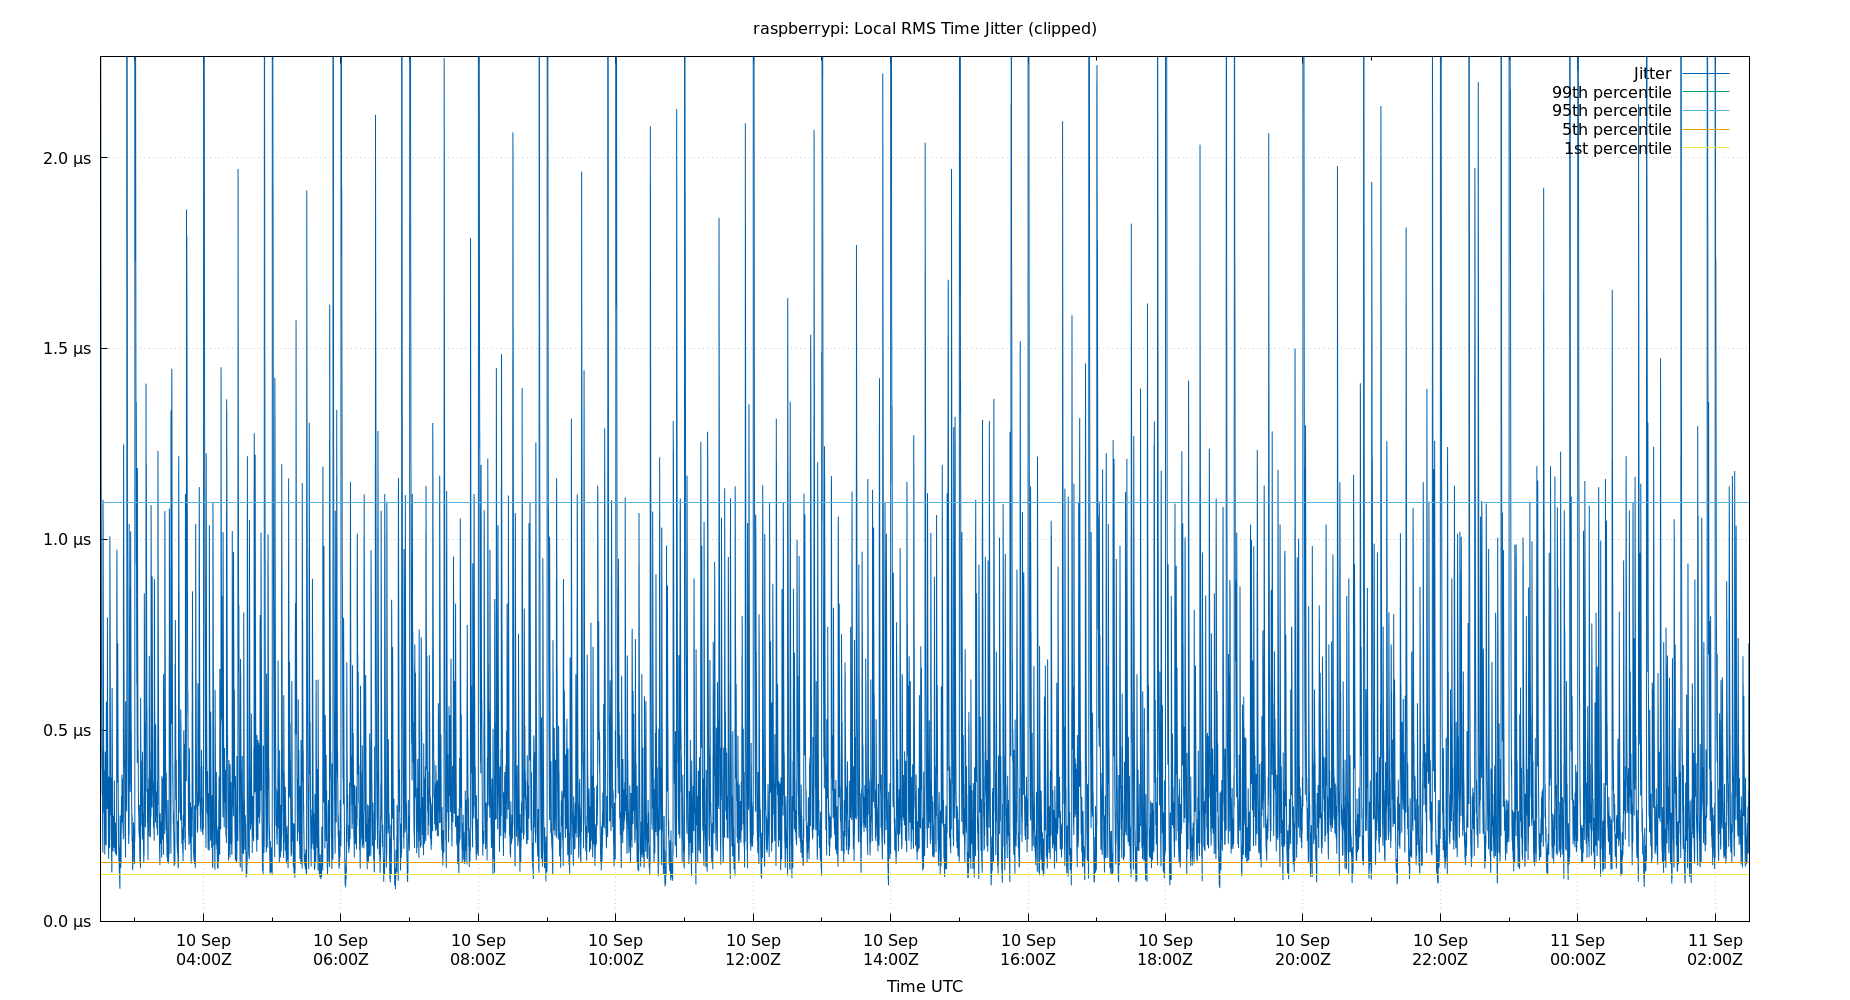 raspberrypi: Local RMS Time Jitter (clipped)
Jitter
99th percentile
95th percentile
5th percentile
1st percentile
2.0 µs
1.5 µs
1.0 µs
0.5 µs
0.0 µs
10 Sep 10 Sep 10 Sep 10 Sep 10 Sep 10 Sep 10 Sep 10 Sep 10 Sep 10 Sep 11 Sep 11 Sep
04:00Z 06:00Z 08:00Z 10:00Z 12:00Z 14:00Z 16:00Z 18:00Z 20:00Z 22:00Z 00:00Z 02:00Z
Time UTC